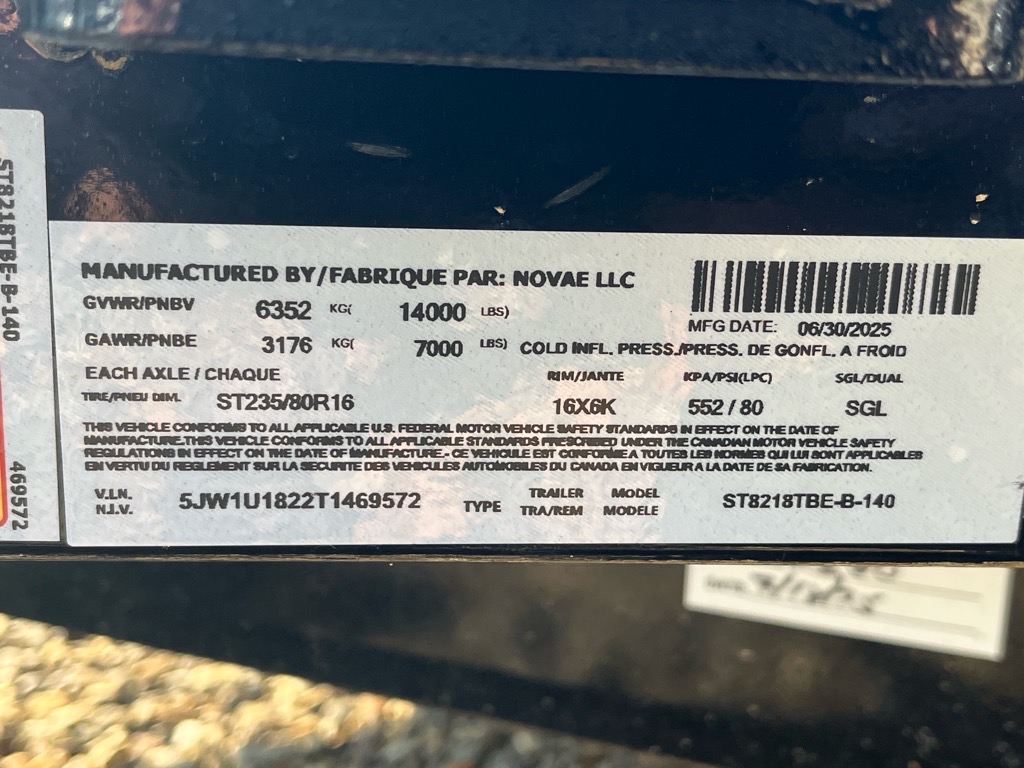 ST8218TBE-B-140
469572
MANUFACTURED BY/FABRIQUE PAR: NOVAE LLC
GVWR/PNBV 6352 KG( 14000 LBS)
MFG DATE: 06/30/2025
GAWR/PNBE 3176 KG( 7000 LBS) COLD INFL. PRESS./PRESS. DE GONFL. A FROID
EACH AXLE / CHAQUE RIM/JANTE KPA/PSI(LPC) SGL/DUAL
TIRE/PNEU DIM. ST235/80R16 16X6K 552 / 80 SGL
THIS VEHICLE CONFORMS TO ALL APPLICABLE U.S. FEDERAL MOTOR VEHICLE SAFETY STANDARDS IN EFFECT ON THE DATE OF
MANUFACTURE.THIS VEHICLE CONFORMS TO ALL APPLICABLE STANDARDS PRESCRIBED UNDER THE CANADIAN MOTOR VEHICLE SAFETY
REGULATIONS IN EFFECT ON THE DATE OF MANUFACTURE.- CE VEHICULE EST CONFORME A TOUTES LES NORMES QUI LUI SONT APPLICABLES
EN VERTU DU REGLEMENT SUR LA SECURITE DES VEHICULES AUTOMOBILES DU CANADA EN VIGUEUR A LA DATE DE SA FABRICATION.
V.I.N. 5JW1U1822T1469572 TYPE TRAILER MODEL ST8218TBE-B-140
N.I.V. TRA/REM MODELE